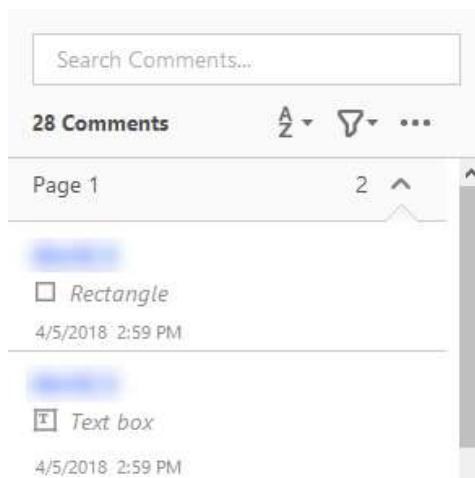 Search Comments...
28 Comments
Page 1 2
Rectangle
4/5/2018 2:59 PM
T Text box
4/5/2018 2:59 PM